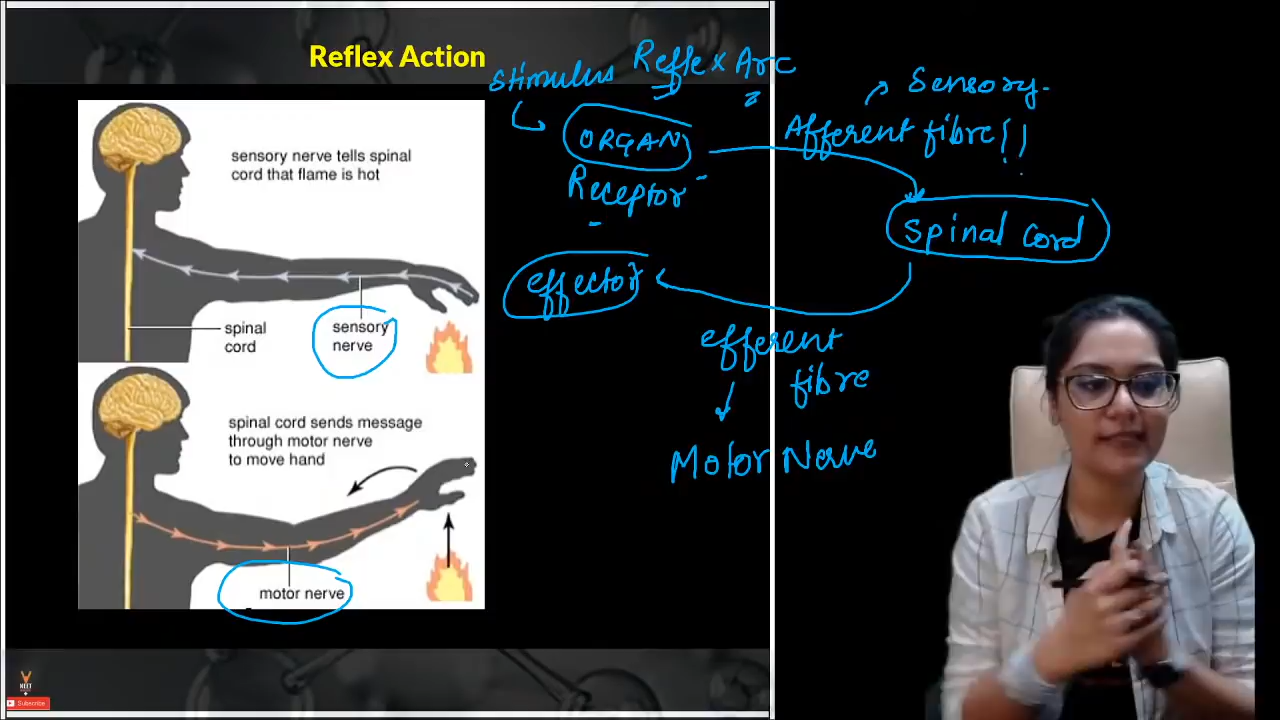 Reflex Action
stimulus
Reflex Arc
Sensory.
ORGAN
Afferent fibre!!
Receptor
Spinal cord
effector
efferent
fibre
Motor Nerve
sensory nerve tells spinal
cord that flame is hot
spinal
cord
sensory
nerve
spinal cord sends message
through motor nerve
to move hand
motor nerve
NEET
Subscribe